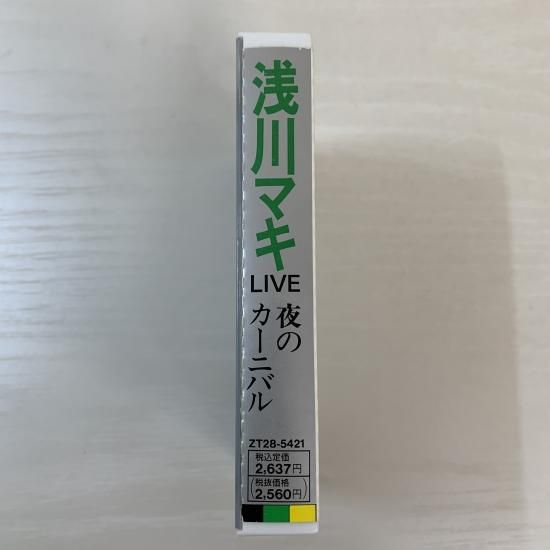 浅川マキ
LIVE
夜の
カーニバル
ZT28-5421
税込定価
2,637円
(税抜価格
2,560円)